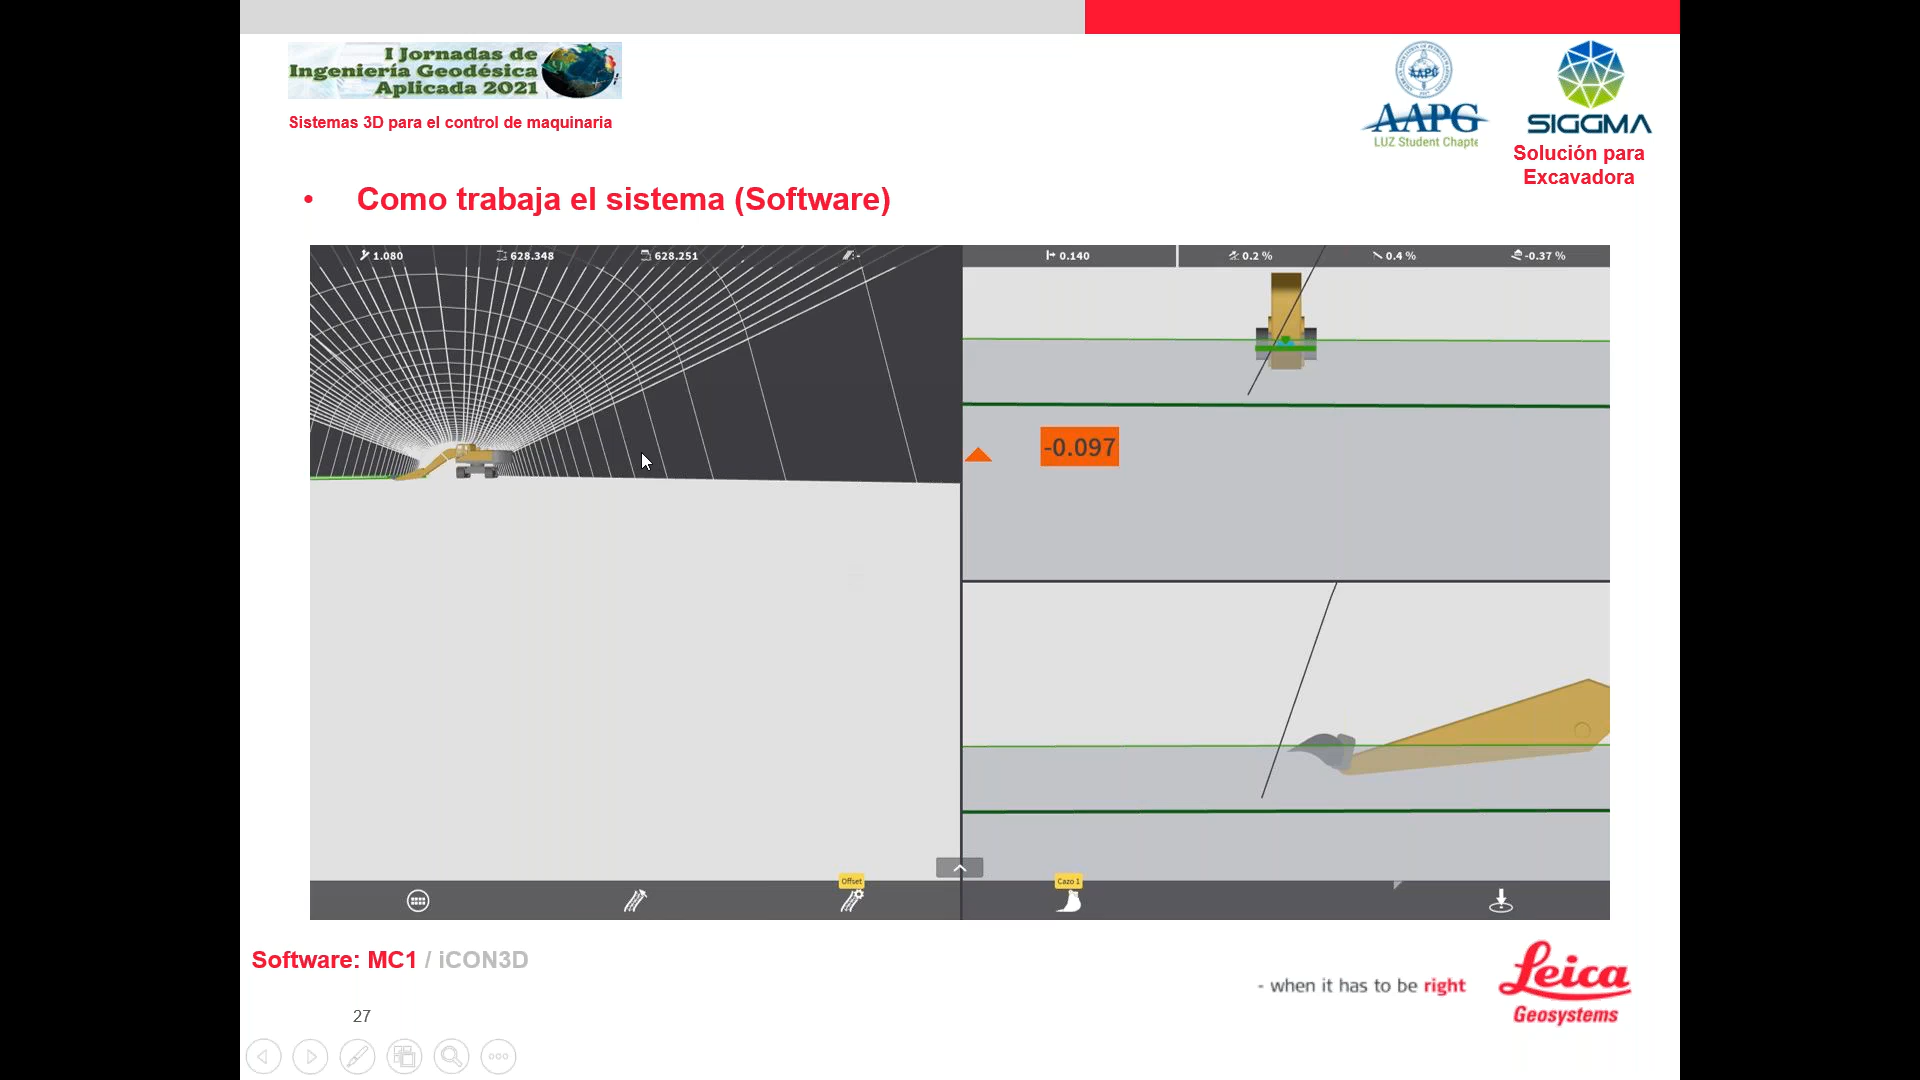 I Jornadas de
Ingeniería Geodésica
Aplicada 2021
Sistemas 3D para el control de maquinaria
AAPG
AAPG
LUZ Student Chapte
SIGGMA
Solución para
Excavadora
• Como trabaja el sistema (Software)
1.080
628.348
628.251
-
0.140
0.2 %
0.4 %
-0.37 %
-0.097
Offset
Cazo 1
Software: MC1 / iCON3D
- when it has to be right
Leica
Geosystems
27